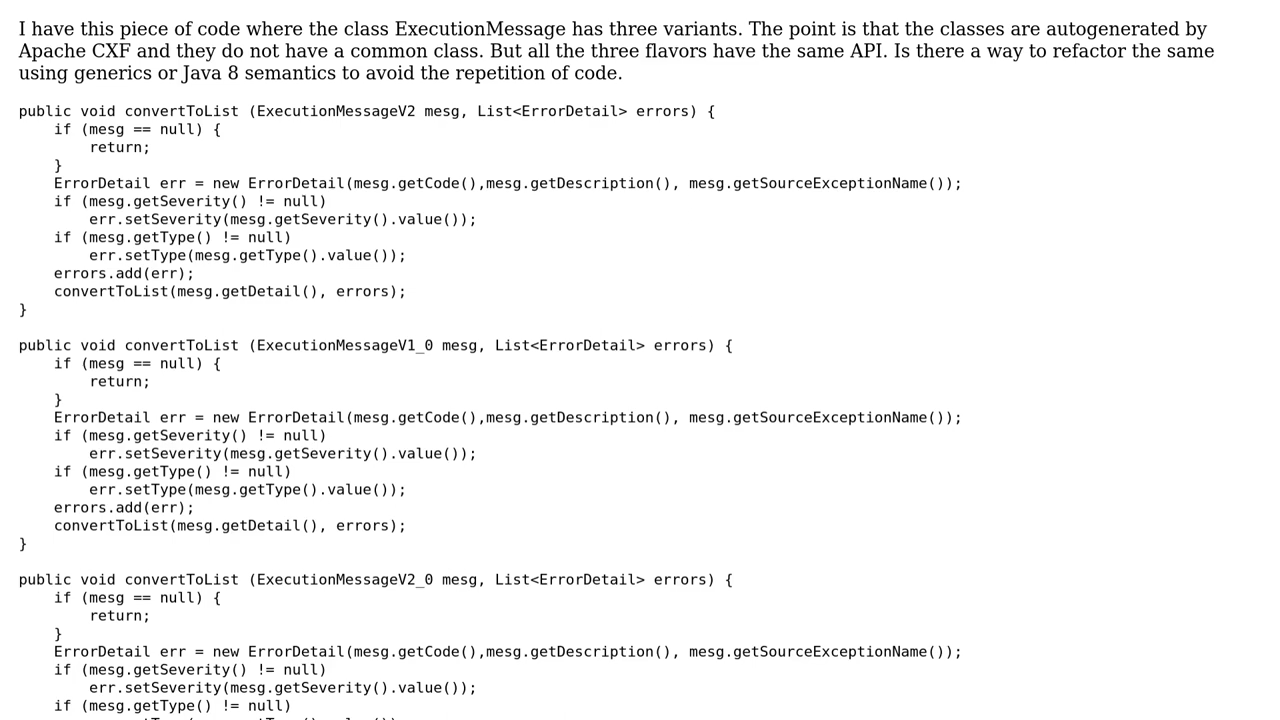 I have this piece of code where the class ExecutionMessage has three variants. The point is that the classes are autogenerated by
Apache CXF and they do not have a common class. But all the three flavors have the same API. Is there a way to refactor the same
using generics or Java 8 semantics to avoid the repetition of code.
public void convertToList (ExecutionMessageV2 mesg, List<ErrorDetail> errors) {
    if (mesg == null) {
        return;
    }
    ErrorDetail err = new ErrorDetail(mesg.getCode(),mesg.getDescription(), mesg.getSourceExceptionName());
    if (mesg.getSeverity() != null)
        err.setSeverity(mesg.getSeverity().value());
    if (mesg.getType() != null)
        err.setType(mesg.getType().value());
    errors.add(err);
    convertToList(mesg.getDetail(), errors);
}
public void convertToList (ExecutionMessageV1_0 mesg, List<ErrorDetail> errors) {
    if (mesg == null) {
        return;
    }
    ErrorDetail err = new ErrorDetail(mesg.getCode(),mesg.getDescription(), mesg.getSourceExceptionName());
    if (mesg.getSeverity() != null)
        err.setSeverity(mesg.getSeverity().value());
    if (mesg.getType() != null)
        err.setType(mesg.getType().value());
    errors.add(err);
    convertToList(mesg.getDetail(), errors);
}
public void convertToList (ExecutionMessageV2_0 mesg, List<ErrorDetail> errors) {
    if (mesg == null) {
        return;
    }
    ErrorDetail err = new ErrorDetail(mesg.getCode(),mesg.getDescription(), mesg.getSourceExceptionName());
    if (mesg.getSeverity() != null)
        err.setSeverity(mesg.getSeverity().value());
    if (mesg.getType() != null)